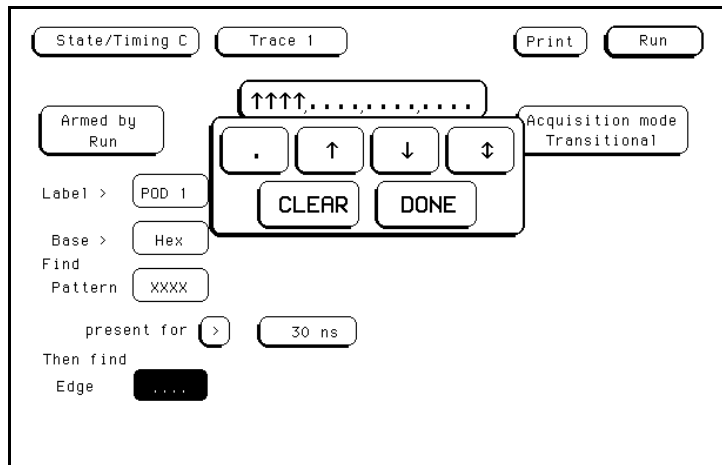 State/Timing C Trace 1 Print Run
↑↑↑↑,....,....,....
Armed by
Run
Acquisition mode
Transitional
. ↑ ↓ ↕
CLEAR DONE
Label > POD 1
Base > Hex
Find
Pattern XXXX
present for > 30 ns
Then find
Edge ....